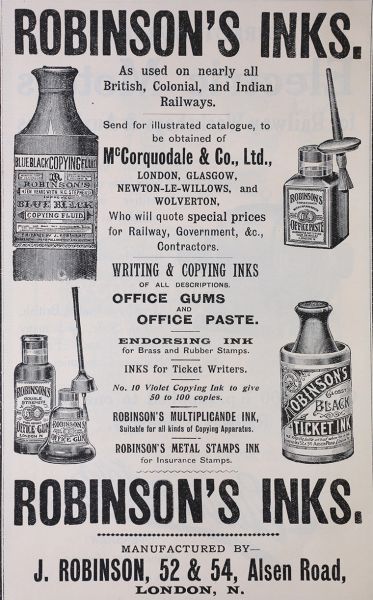 ROBINSON'S INKS.
As used on nearly all
British, Colonial, and Indian
Railways.
Send for illustrated catalogue, to
be obtained of
McCorquodale & Co., Ltd.,
LONDON, GLASGOW,
NEWTON-LE-WILLOWS, and
WOLVERTON,
Who will quote special prices
for Railway, Government, &c.,
Contractors.
WRITING & COPYING INKS
OF ALL DESCRIPTIONS.
OFFICE GUMS
AND
OFFICE PASTE.
ENDORSING INK
for Brass and Rubber Stamps.
INKS for Ticket Writers.
No. 10 Violet Copying Ink to give
50 to 100 copies.
ROBINSON'S MULTIPLICANDE INK,
Suitable for all kinds of Copying Apparatus.
ROBINSON'S METAL STAMPS INK
for Insurance Stamps.
BLUE BLACK COPYING FLUID
ROBINSON'S
BLUE BLACK
COPYING FLUID
ROBINSON'S
OFFICE PASTE
ROBINSON'S
DOUBLE
STRENGTH
OFFICE GUM
LONDON N.
ROBINSON'S
OFFICE GUM
ROBINSON'S
BLACK
TICKET INK
ROBINSON'S INKS.
MANUFACTURED BY—
J. ROBINSON, 52 & 54, Alsen Road,
LONDON, N.